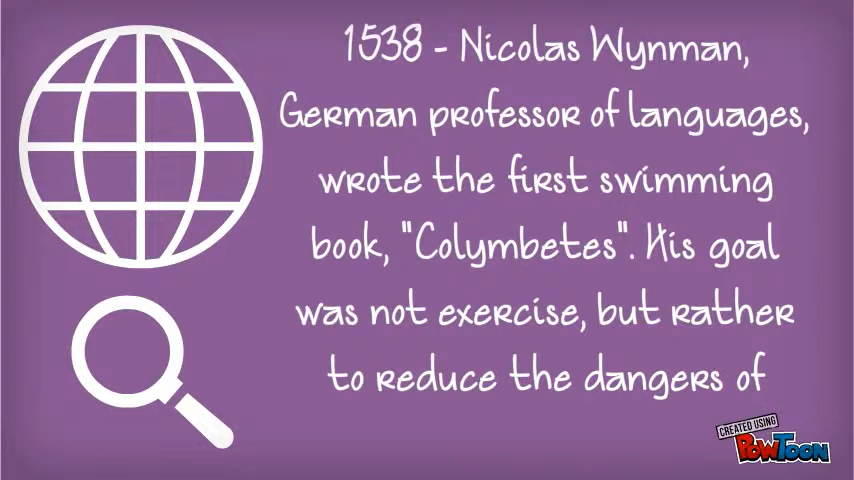 1538 - Nicolas Wynman,
German professor of languages,
wrote the first swimming
book, "Colymbetes". His goal
was not exercise, but rather
to reduce the dangers of
CREATED USING
POWTOON